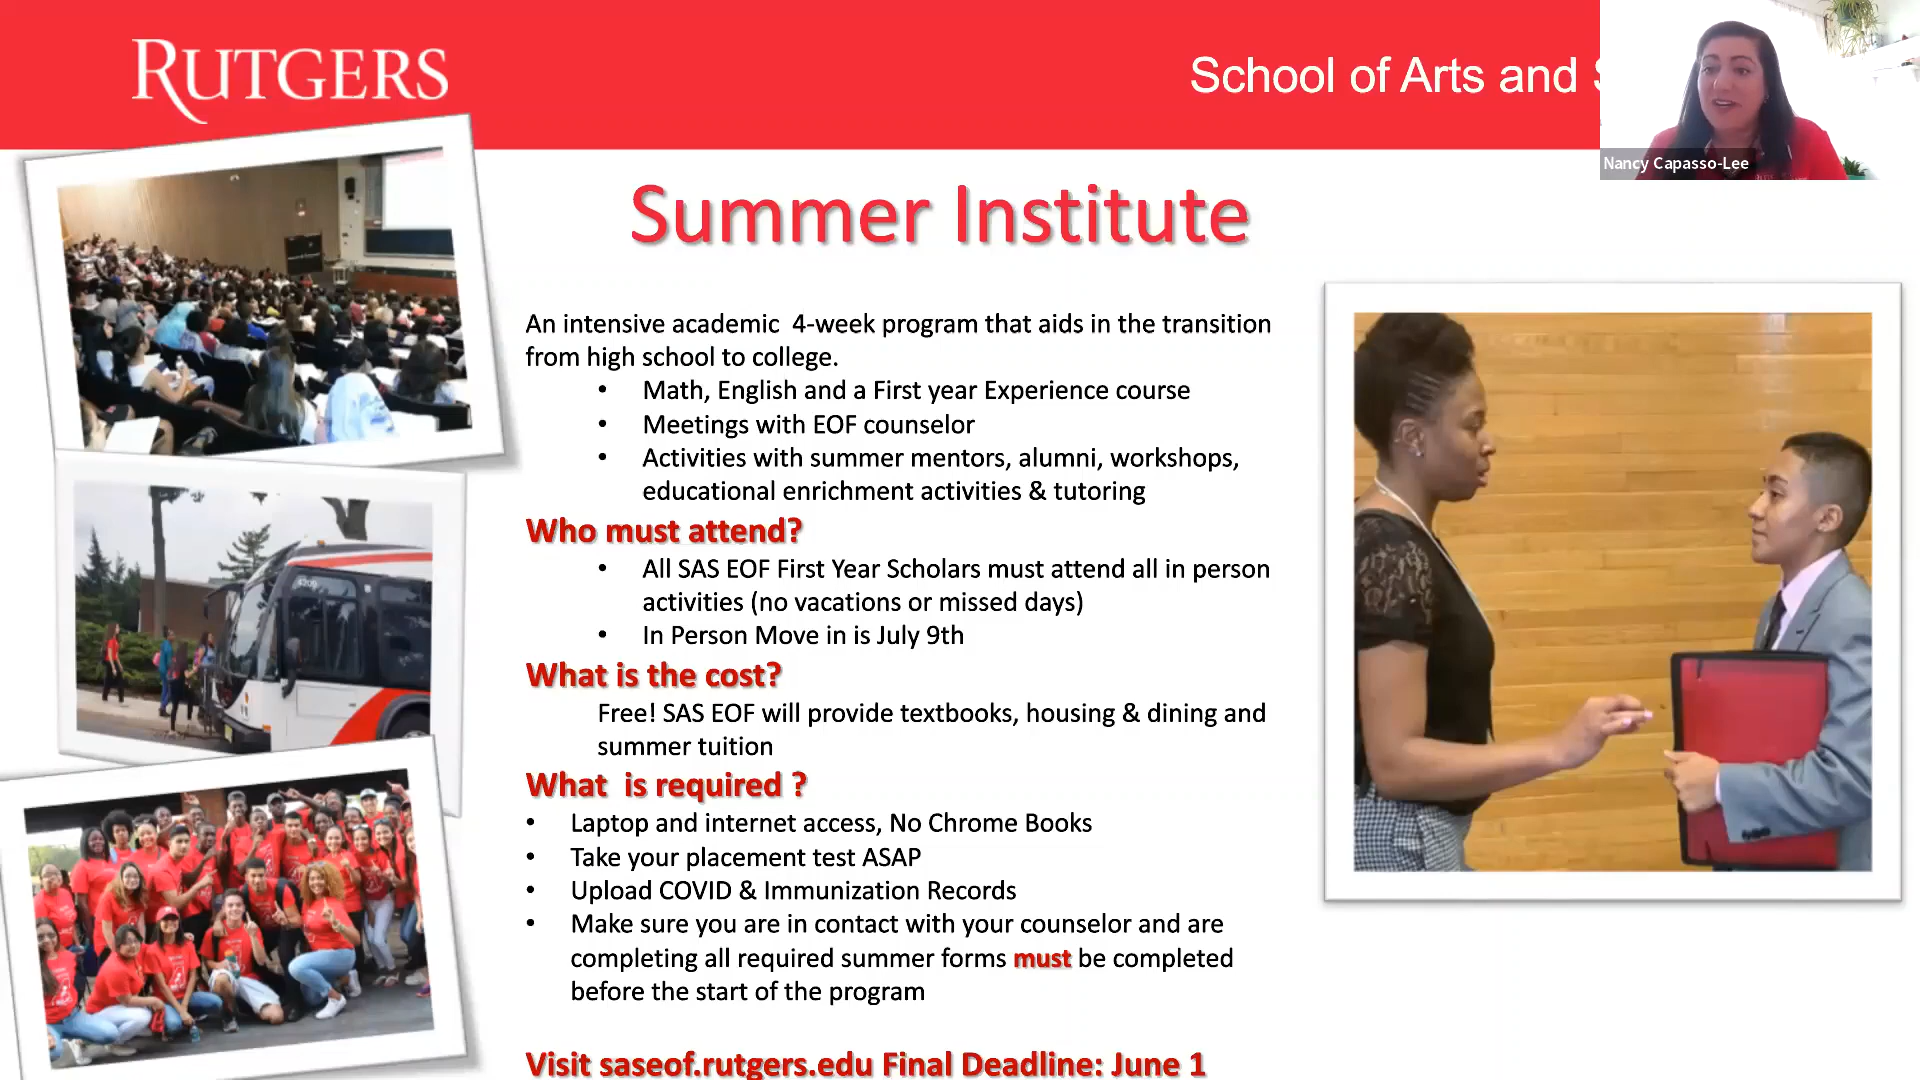 RUTGERS
School of Arts and
Nancy Capasso-Lee
Summer Institute
An intensive academic 4-week program that aids in the transition
from high school to college.
• Math, English and a First year Experience course
• Meetings with EOF counselor
• Activities with summer mentors, alumni, workshops,
educational enrichment activities & tutoring
Who must attend?
• All SAS EOF First Year Scholars must attend all in person
activities (no vacations or missed days)
• In Person Move in is July 9th
What is the cost?
Free! SAS EOF will provide textbooks, housing & dining and
summer tuition
What is required ?
• Laptop and internet access, No Chrome Books
• Take your placement test ASAP
• Upload COVID & Immunization Records
• Make sure you are in contact with your counselor and are
completing all required summer forms must be completed
before the start of the program
Visit saseof.rutgers.edu Final Deadline: June 1